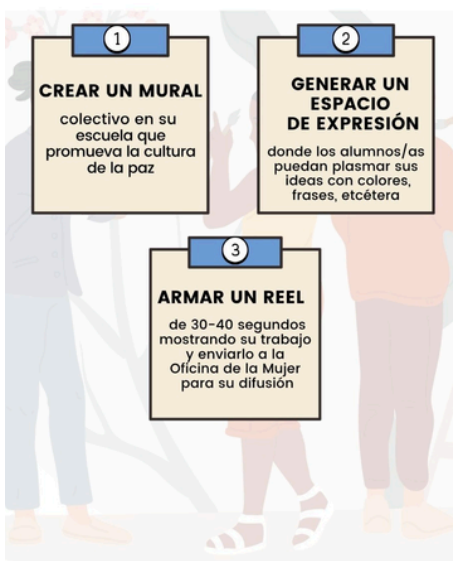 1
CREAR UN MURAL
colectivo en su
escuela que
promueva la cultura
de la paz
2
GENERAR UN
ESPACIO
DE EXPRESIÓN
donde los alumnos/as
puedan plasmar sus
ideas con colores,
frases, etcétera
3
ARMAR UN REEL
de 30-40 segundos
mostrando su trabajo
y enviarlo a la
Oficina de la Mujer
para su difusión